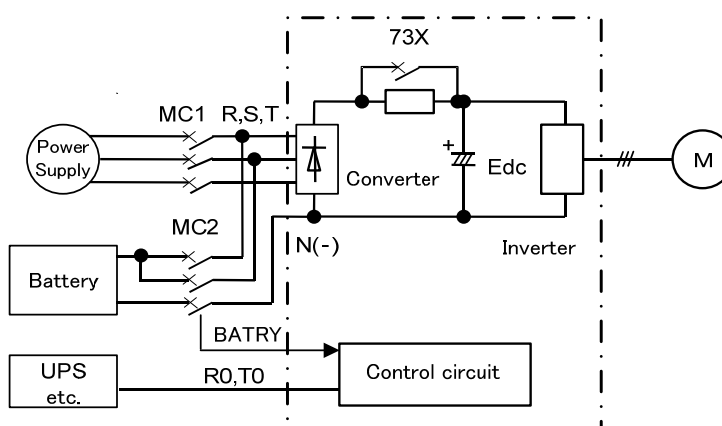 73X
MC1
R,S,T
Power
Supply
Converter
+
Edc
M
MC2
N(-)
Inverter
Battery
BATRY
UPS
etc.
R0,T0
Control circuit